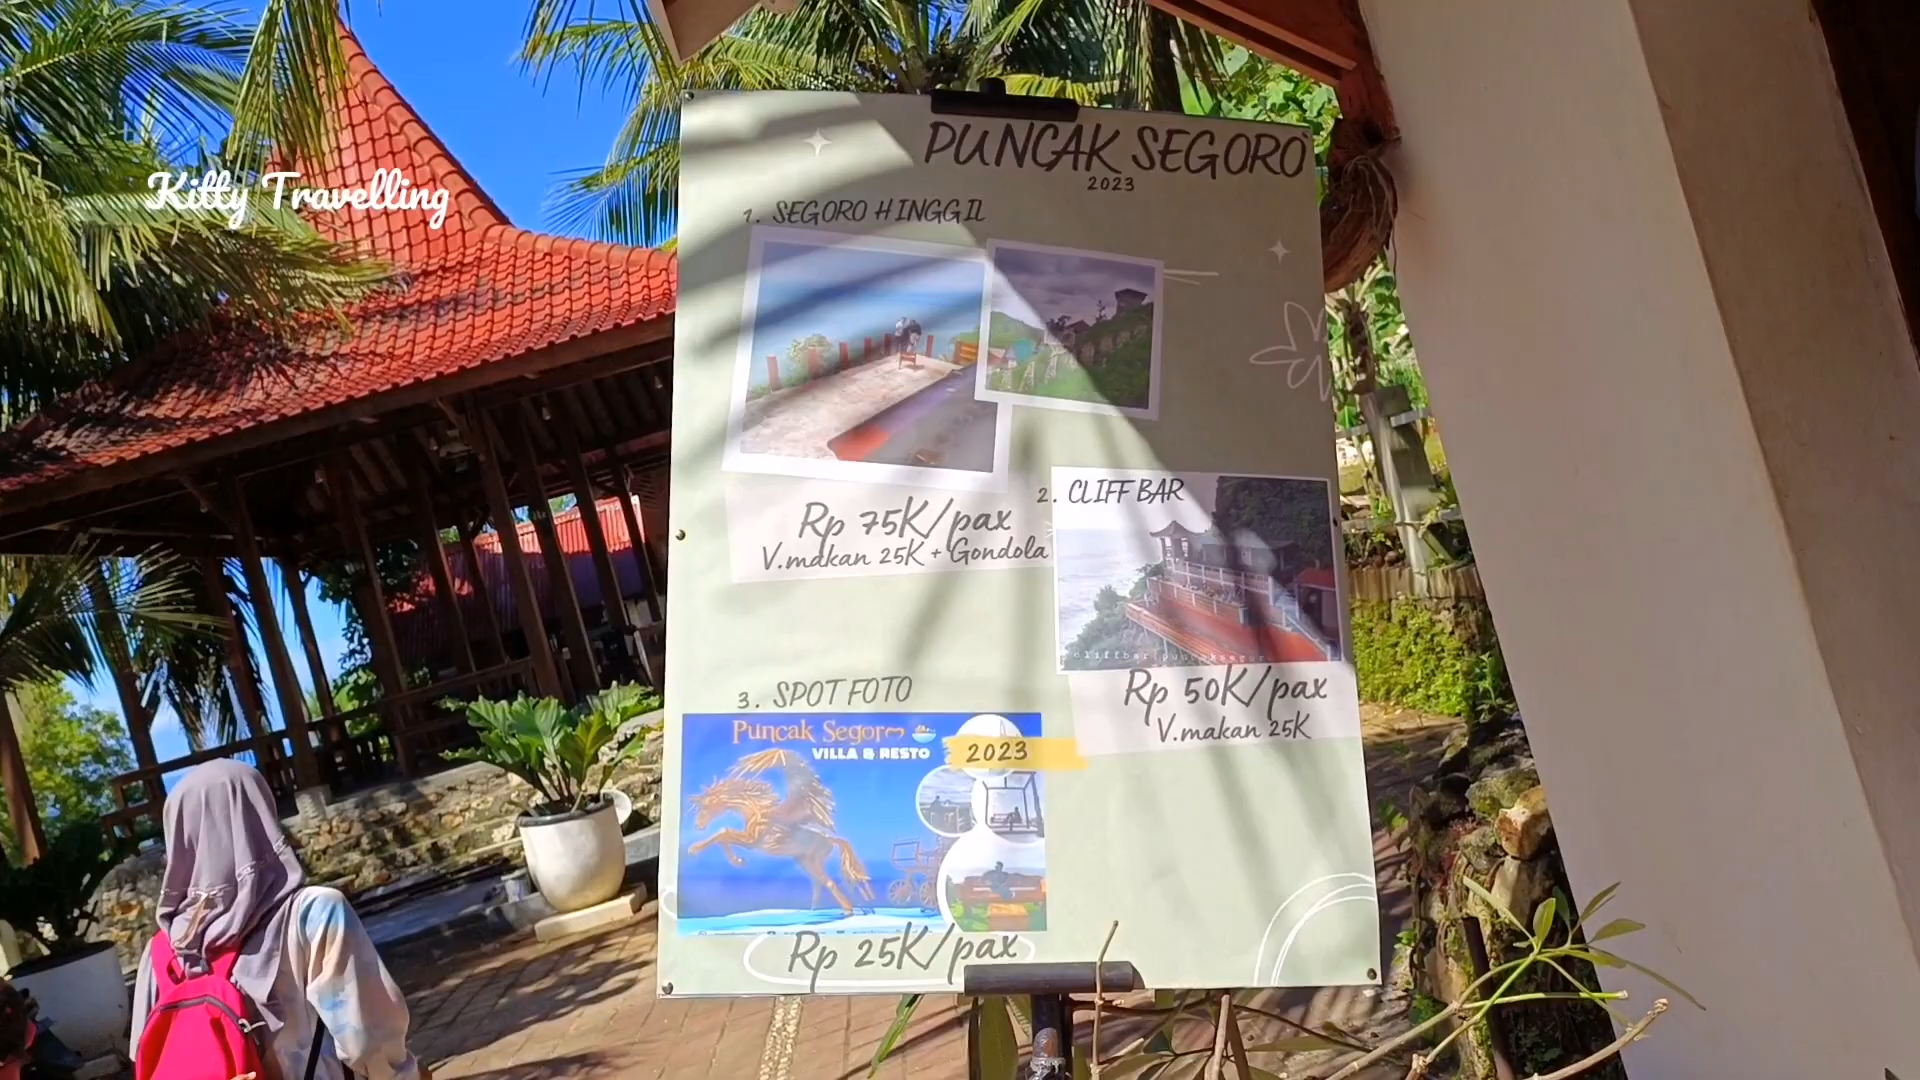 Kitty Travelling
PUNCAK SEGORO
2023
1. SEGORO HINGGIL
Rp 75K/pax
V.makan 25K + Gondola
2. CLIFF BAR
Rp 50K/pax
V.makan 25K
3. SPOT FOTO
Puncak Segoro
VILLA & RESTO
2023
Rp 25K/pax